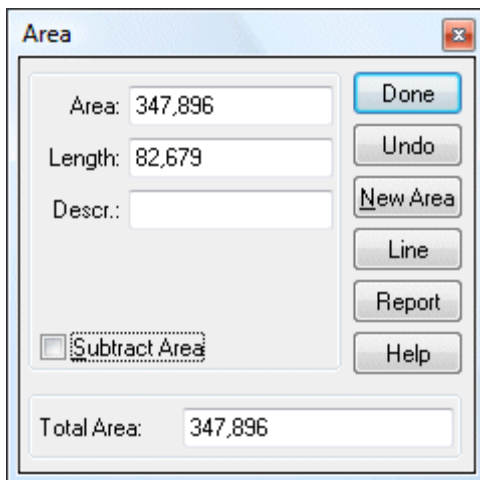 Area
Area: 347,896
Length: 82,679
Descr.:
Subtract Area
Done
Undo
New Area
Line
Report
Help
Total Area: 347,896